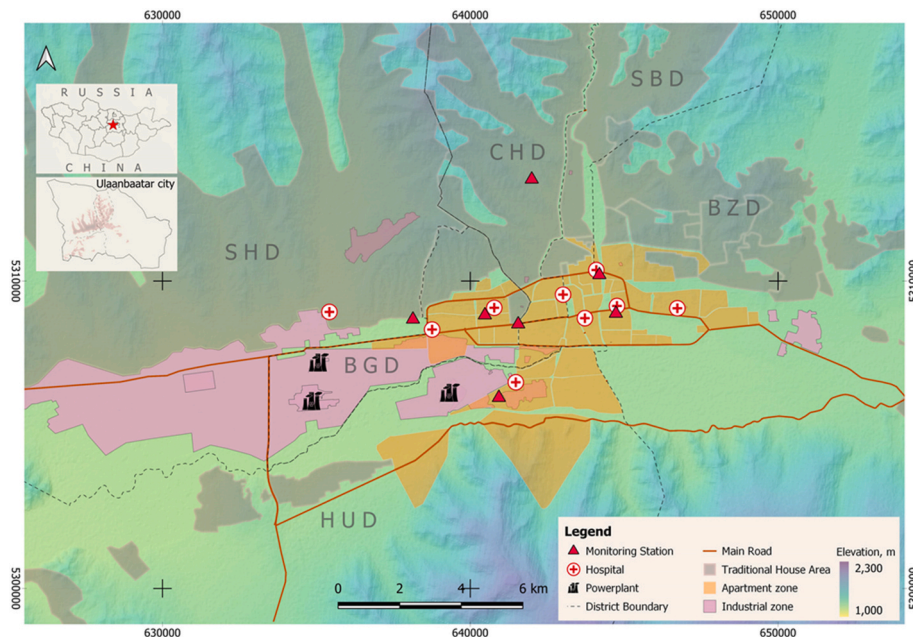 630000 640000 650000
R U S S I A
C H I N A
Ulaanbaatar city
SBD
CHD
BZD
SHD
5310000 5310000
BGD
HUD
Legend
Monitoring Station
Hospital
Powerplant
District Boundary
Main Road
Traditional House Area
Apartment zone
Industrial zone
Elevation, m
2,300
1,000
0 2 4 6 km
5300000 5300000
630000 640000 650000